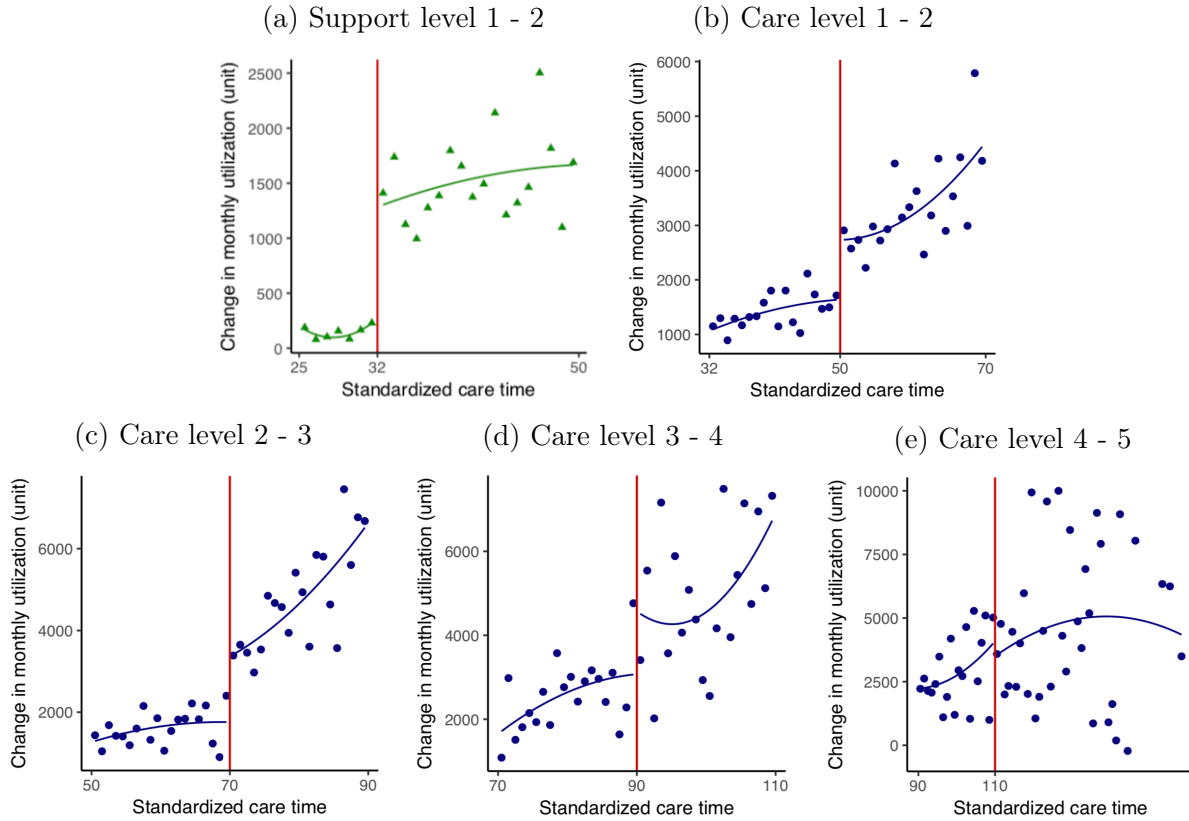 (a) Support level 1 - 2
Change in monthly utilization (unit)
2500
2000
1500
1000
500
0
25 32 50
Standardized care time
(b) Care level 1 - 2
Change in monthly utilization (unit)
6000
5000
4000
3000
2000
1000
32 50 70
Standardized care time
(c) Care level 2 - 3
Change in monthly utilization (unit)
6000
4000
2000
50 70 90
Standardized care time
(d) Care level 3 - 4
Change in monthly utilization (unit)
6000
4000
2000
70 90 110
Standardized care time
(e) Care level 4 - 5
Change in monthly utilization (unit)
10000
7500
5000
2500
0
90 110
Standardized care time